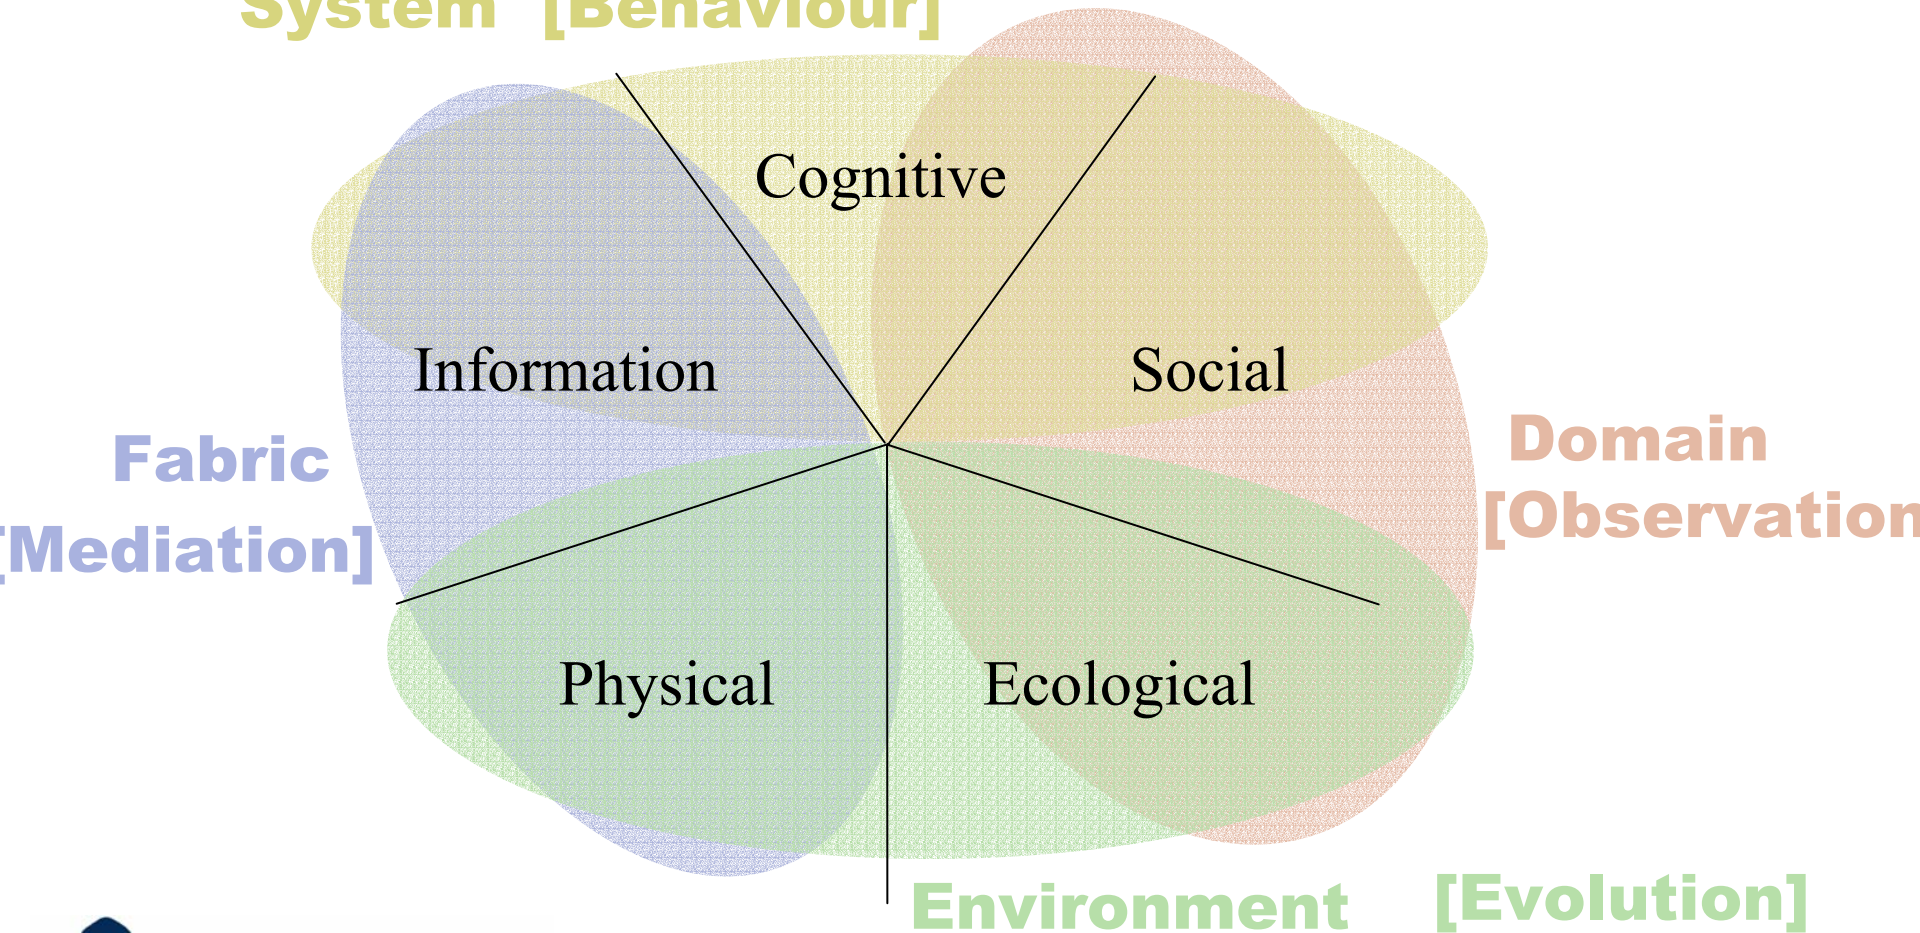 System [Behaviour]
Cognitive
Information
Social
Fabric
[Mediation]
Domain
[Observation
Physical
Ecological
Environment [Evolution]